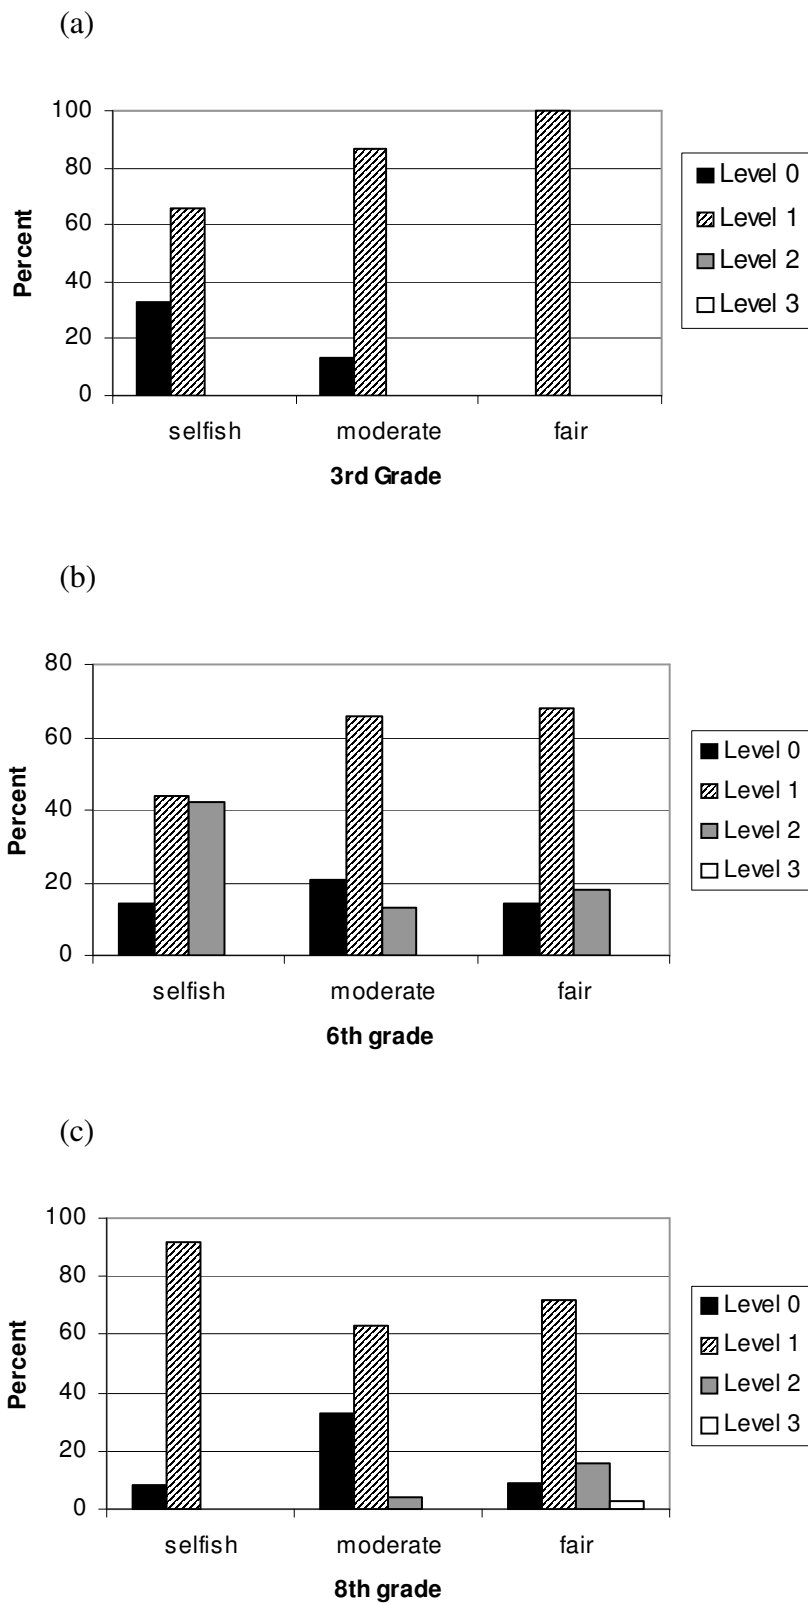 (a)
100
80
60
40
20
0
Percent
selfish moderate fair
3rd Grade
Level 0
Level 1
Level 2
Level 3
(b)
80
60
40
20
0
Percent
selfish moderate fair
6th grade
Level 0
Level 1
Level 2
Level 3
(c)
100
80
60
40
20
0
Percent
selfish moderate fair
8th grade
Level 0
Level 1
Level 2
Level 3